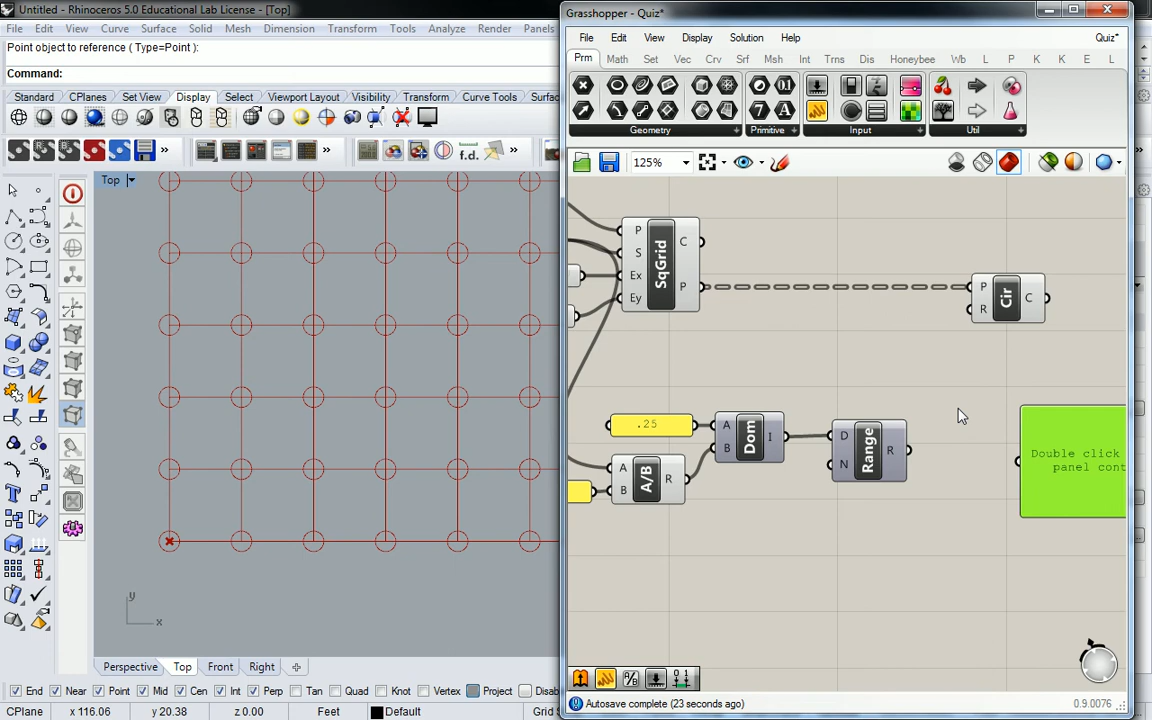 Untitled - Rhinoceros 5.0 Educational Lab License - [Top]
File Edit View Curve Surface Solid Mesh Dimension Transform Tools Analyze Render Panels
Point object to reference ( Type=Point ):
Command:
Standard CPlanes Set View Display Select Viewport Layout Visibility Transform Curve Tools
f.d.
Top
y
x
Perspective Top Front Right
End Near Point Mid Cen Int Perp Tan Quad Knot Vertex Project
CPlane x 116.06 y 20.38 z 0.00 Feet Default
Grasshopper - Quiz*
File Edit View Display Solution Help Quiz*
Prm Math Set Vec Crv Srf Msh Int Trns Dis Honeybee Wb L P K K E L
Geometry Primitive Input Util
125%
P
S
Ex
Ey
SqGrid
C
P
P
R
Cir
C
.25
A
B
Dom
I
D
N
Range
R
A
B
A/B
R
Double click
panel cont
Autosave complete (23 seconds ago) 0.9.0076